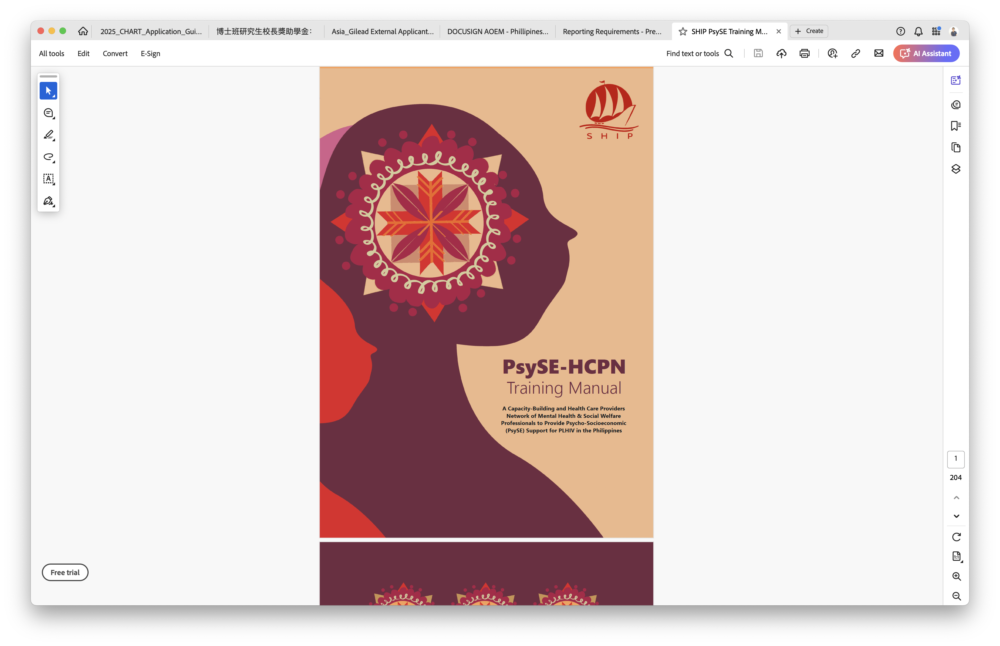 2025_CHART_Application_Gui...
博士班研究生校長獎助學金:
Asia_Gilead External Applicant...
DOCUSIGN AOEM - Phillipines...
Reporting Requirements - Pre...
SHIP PsySE Training M...
Create
All tools
Edit
Convert
E-Sign
Find text or tools
AI Assistant
SHIP
PsySE-HCPN
Training Manual
A Capacity-Building and Health Care Providers
Network of Mental Health & Social Welfare
Professionals to Provide Psycho-Socioeconomic
(PsySE) Support for PLHIV in the Philippines
1
204
1:1
Free trial